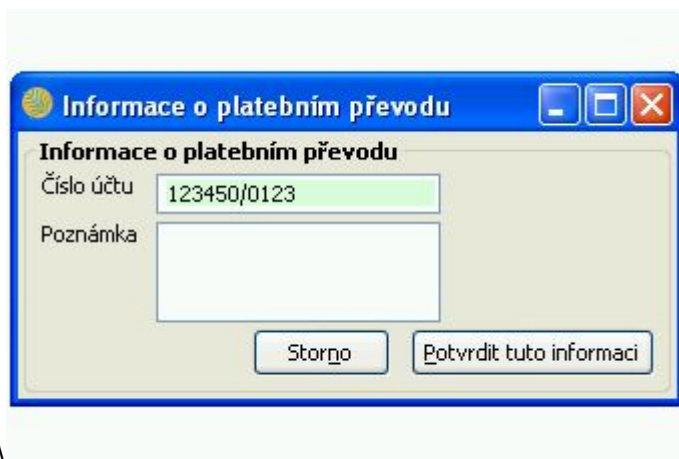 Informace o platebním převodu
Informace o platebním převodu
Číslo účtu 123450/0123
Poznámka
Storno Potvrdit tuto informaci
\